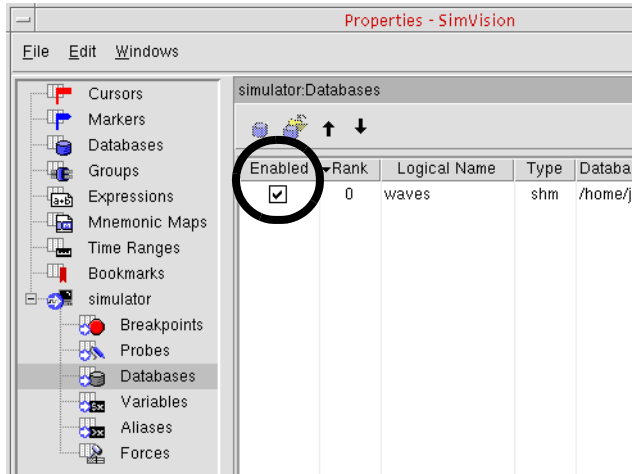 Properties - SimVision
File Edit Windows
Cursors
Markers
Databases
Groups
Expressions
Mnemonic Maps
Time Ranges
Bookmarks
simulator
Breakpoints
Probes
Databases
Variables
Aliases
Forces
simulator:Databases
Enabled Rank Logical Name Type Databa
0 waves shm /home/j